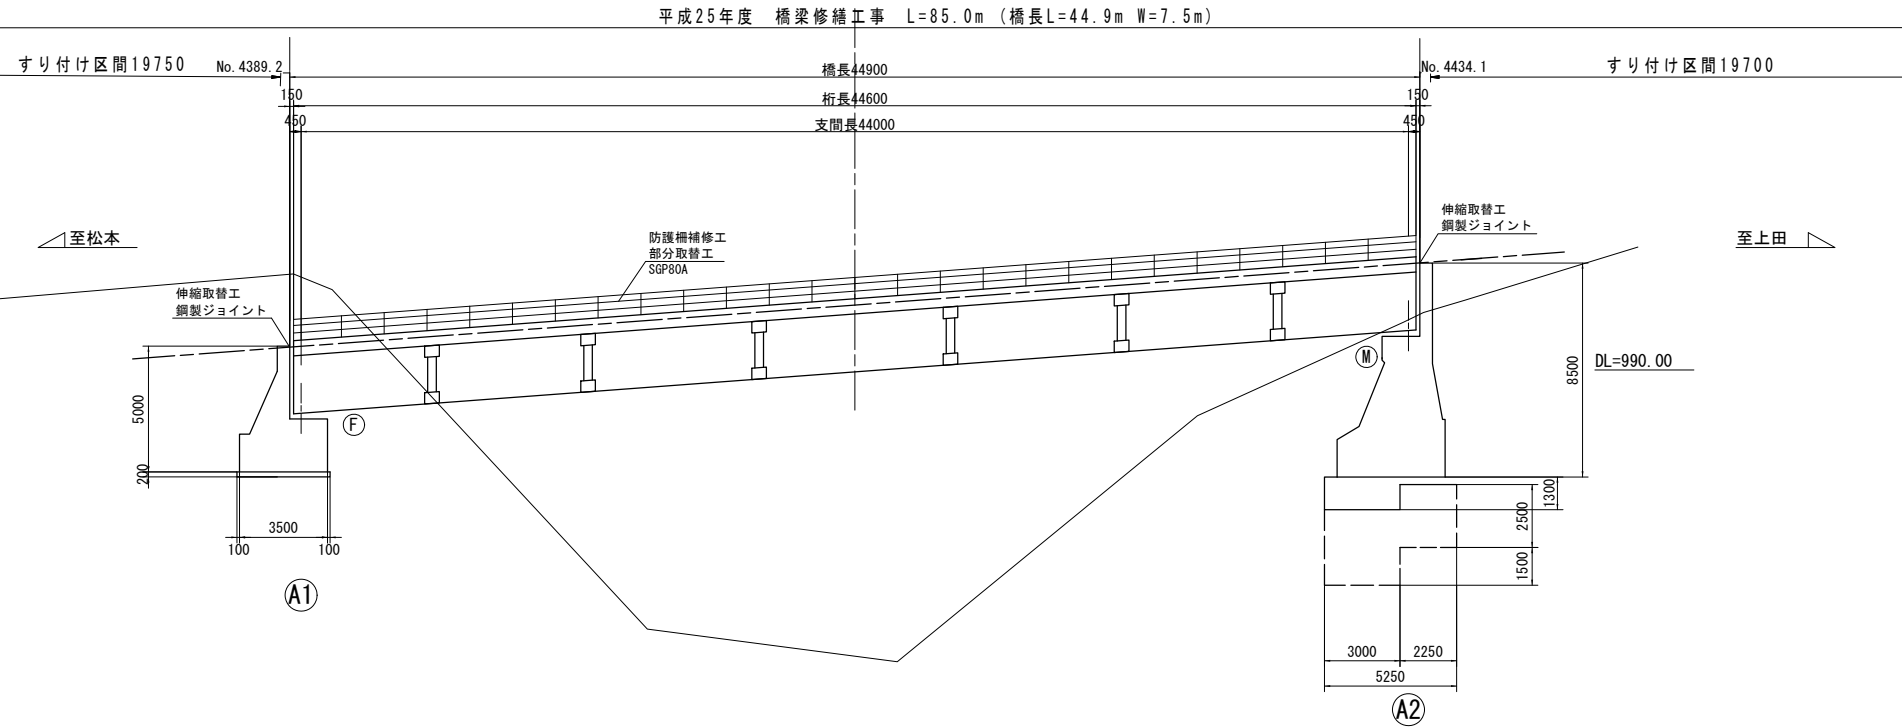 平成25年度　橋梁修繕工事　L=85.0m (橋長L=44.9m W=7.5m)
すり付け区間19750
No.4389.2
橋長44900
No.4434.1
すり付け区間19700
150
桁長44600
150
450
支間長44000
450
至松本
防護柵補修工
部分取替工
SGP80A
伸縮取替工
鋼製ジョイント
至上田
伸縮取替工
鋼製ジョイント
5000
200
F
M
8500
DL=990.00
3500
100
100
A1
1300
2500
1500
3000
2250
5250
A2